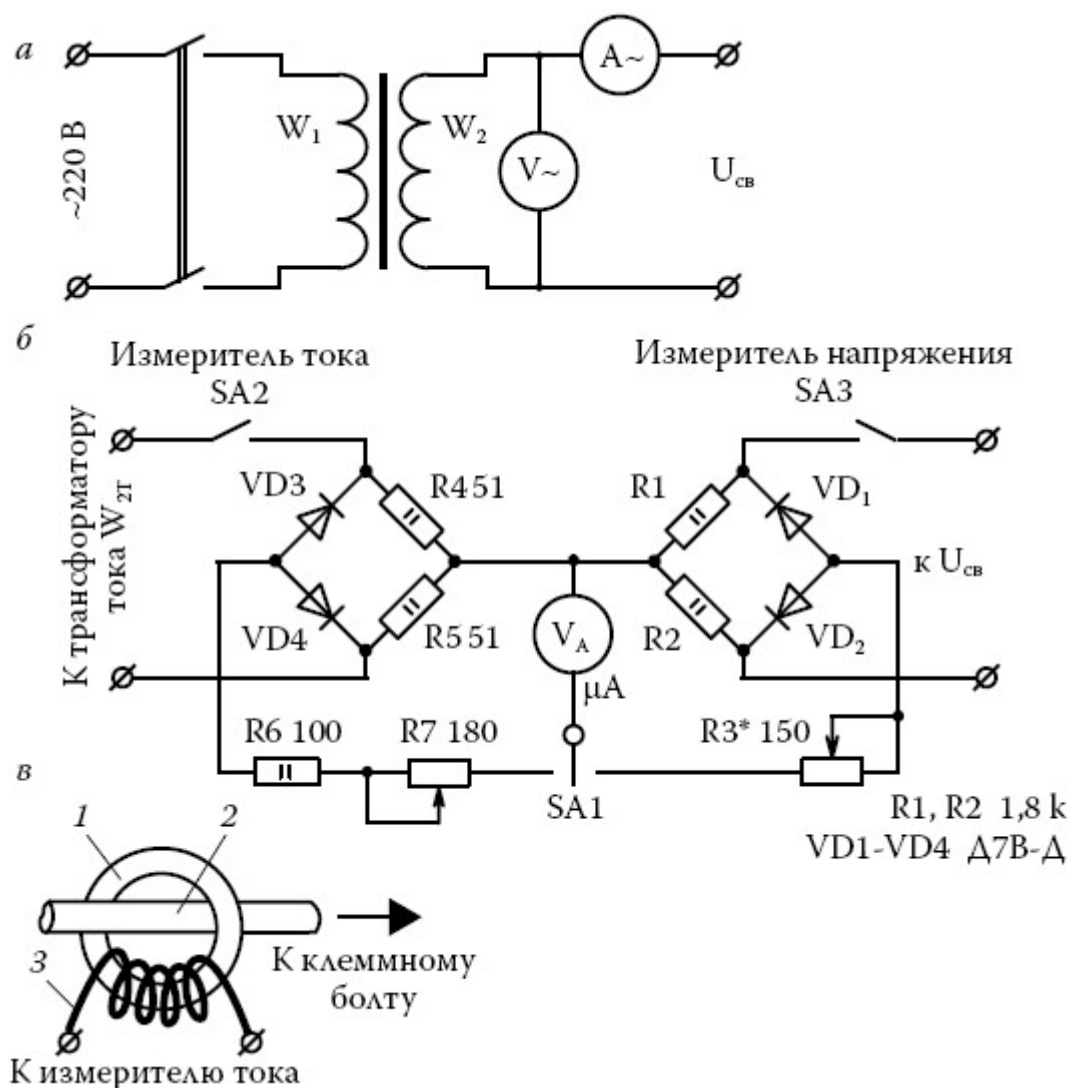 а
~220 В
W₁
W₂
A~
V~
Uсв
б
Измеритель тока
SA2
Измеритель напряжения
SA3
К трансформатору
тока W₂т
VD3
R4 51
VD4
R5 51
R1
R2
VD₁
VD₂
V_A
μA
к Uсв
R6 100
R7 180
SA1
R3* 150
R1, R2 1,8 k
VD1-VD4 Д7В-Д
в
1
2
3
К клеммному
болту
К измерителю тока